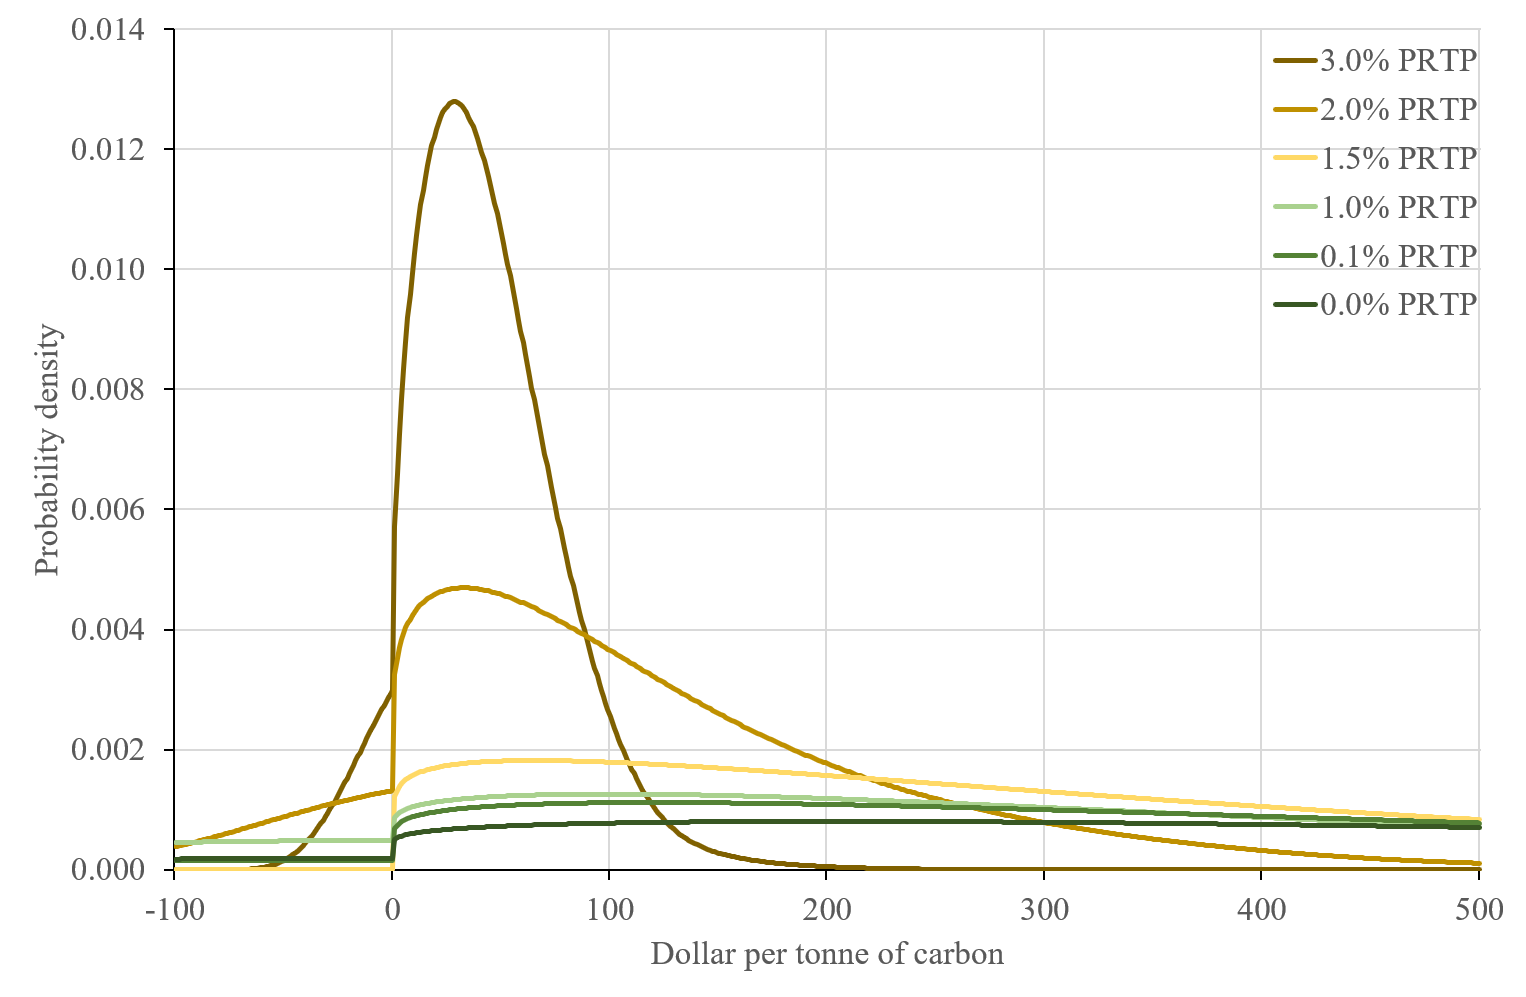 0.014
0.012
0.010
0.008
0.006
0.004
0.002
0.000
Probability density
-100
0
100
200
300
400
500
Dollar per tonne of carbon
3.0% PRTP
2.0% PRTP
1.5% PRTP
1.0% PRTP
0.1% PRTP
0.0% PRTP